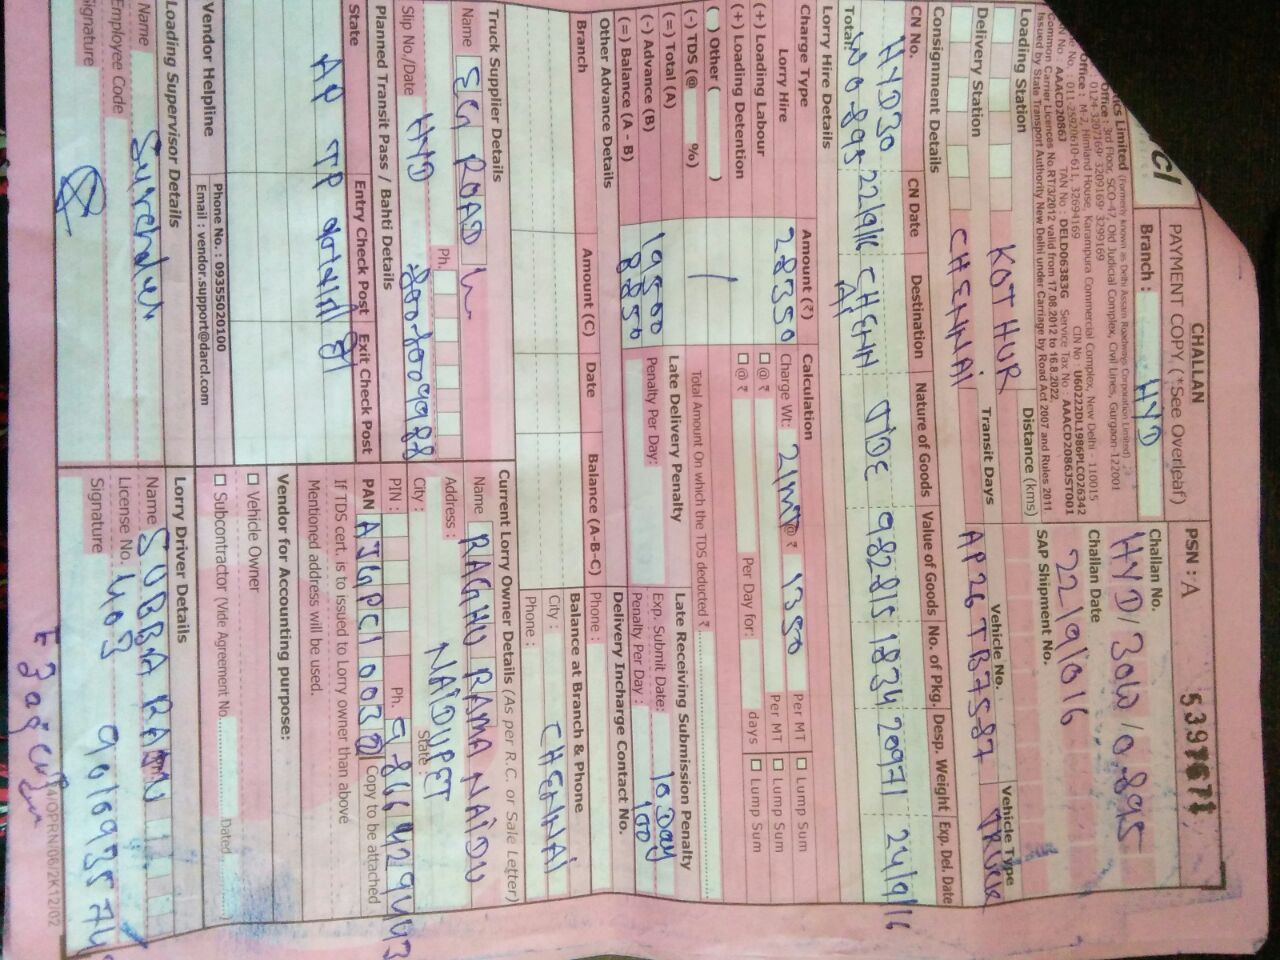 CHALLAN
PAYMENT COPY (*See Overleaf)
Branch : HYD
PSN : A 5397671
Challan No.
HYD/30W/0.895
Challan Date
22/9/016
SAP Shipment No.
cl
ics Limited (Formerly known as Delhi Assam Roadways Corporation Limited)
Office : 3rd Floor, SCO-47, Old Judicial Complex, Civil Lines, Gurgaon-122001
: 0124-3207169, 3209169, 3299169
Office : M-2, Himland House, Karampura Commercial Complex, New Delhi - 110015
ne No. : 011-25920610-611, 32694169 CIN No : U60222DL1986PLCO26342
N No : AAACD2086J TAN No : DELD06383G Service Tax No : AAACD2086JST001
Common Carrier Licences No.RT/3/2012 valid from 17.08.2012 to 16.8.2022.
Issued by State Transport Authority New Delhi under Carriage by Road Act 2007 and Rules 2011
Loading Station KOTHUR Distance (kms)
Delivery Station CHENNAI Transit Days
Vehicle No. AP26 TB7587
Vehicle Type TRUCK
Consignment Details
CN No. CN Date Destination Nature of Goods Value of Goods No. of Pkg. Desp. Weight Exp. Del. Date
HYD30 22/9/16 CHENN TIDE 982815 1834 20971 24/9/16
W0.895 AI
Total:
Lorry Hire Details
Charge Type Amount (₹) Calculation
Lorry Hire 28350 Charge Wt: 21MT @ ₹ 1350 Per MT ☐ Lump Sum
(+) Loading Labour ☐@ ₹ Per MT ☐ Lump Sum
(+) Loading Detention ☐@ ₹ Per Day for: days ☐ Lump Sum
( ) Other ( )
(-) TDS (@ %) Total Amount On which the TDS deducted ₹
(=) Total (A)
(-) Advance (B) 19500
(=) Balance (A - B) 8850
Late Delivery Penalty
Penalty Per Day:
Late Receiving Submission Penalty
Exp. Submit Date: 10 Day
Penalty Per Day : 100
Other Advance Details
Branch Amount (C) Date Balance (A-B-C)
Delivery Incharge Contact No.
Phone :
Balance at Branch & Phone
City : CHENNAI
Phone :
Truck Supplier Details
Name EG ROAD
Ph.
Slip No./Date HYD 8008009988
Current Lorry Owner Details (As per R.C. or Sale Letter)
Name RAGHU RAMA NAIDU
Address : NAIDUPET
City : State :
PIN : Ph. 9866429443
PAN Copy to be attached
If TDS cert. is to issued to Lorry owner than above
Mentioned address will be used.
Planned Transit Pass / Bahti Details
State Entry Check Post Exit Check Post
AP TP
Vendor for Accounting purpose:
☐ Vehicle Owner
☐ Subcontractor (Vide Agreement No. Dated
Vendor Helpline
Phone No. : 09355020100
Email : vendor.support@darcl.com
Loading Supervisor Details
Name
Employee Code
Signature
Lorry Driver Details
Name SUBBA RAJU
License No. 403
Signature
4/OPRN/06/2K12/02